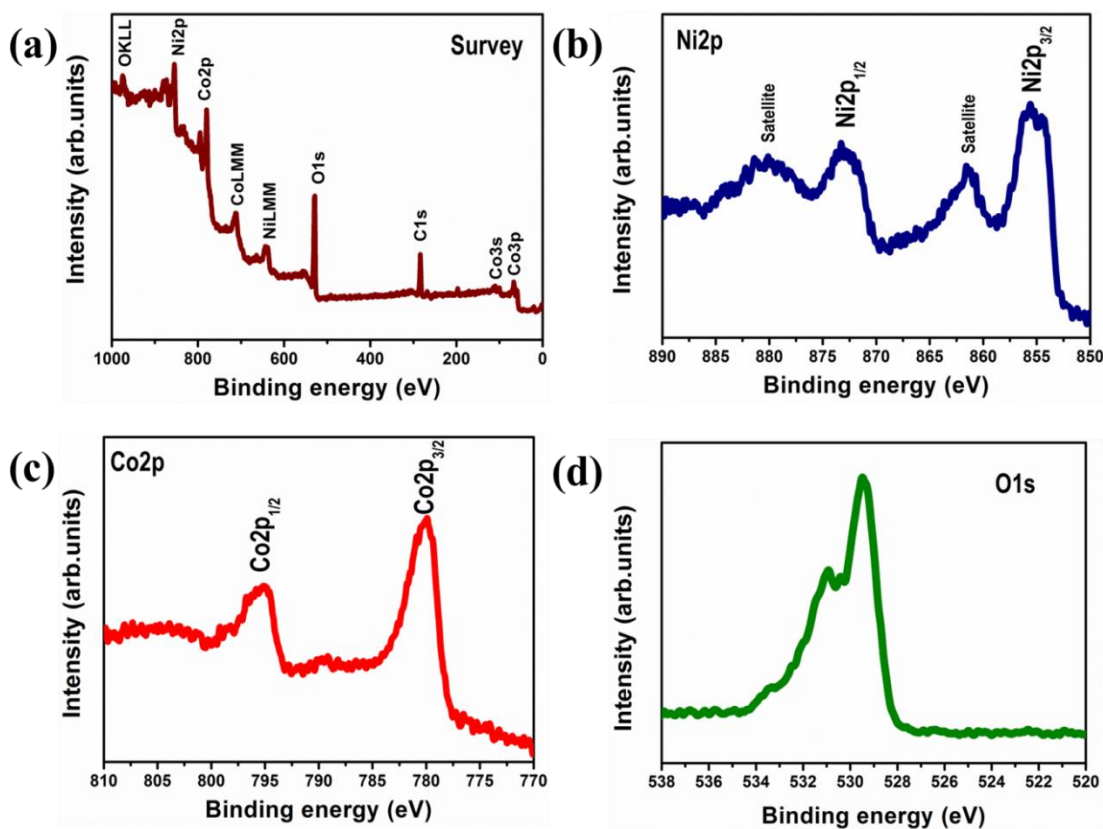 (a)
Survey
OKLL
Ni2p
Co2p
CoLMM
NiLMM
O1s
C1s
Co3s
Co3p
Intensity (arb.units)
1000 800 600 400 200 0
Binding energy (eV)
(b)
Ni2p
Satellite
Ni2p1/2
Satellite
Ni2p3/2
Intensity (arb.units)
890 885 880 875 870 865 860 855 850
Binding energy (eV)
(c)
Co2p
Co2p1/2
Co2p3/2
Intensity (arb.units)
810 805 800 795 790 785 780 775 770
Binding energy (eV)
(d)
O1s
Intensity (arb.units)
538 536 534 532 530 529 528 526 524 522 520
Binding energy (eV)